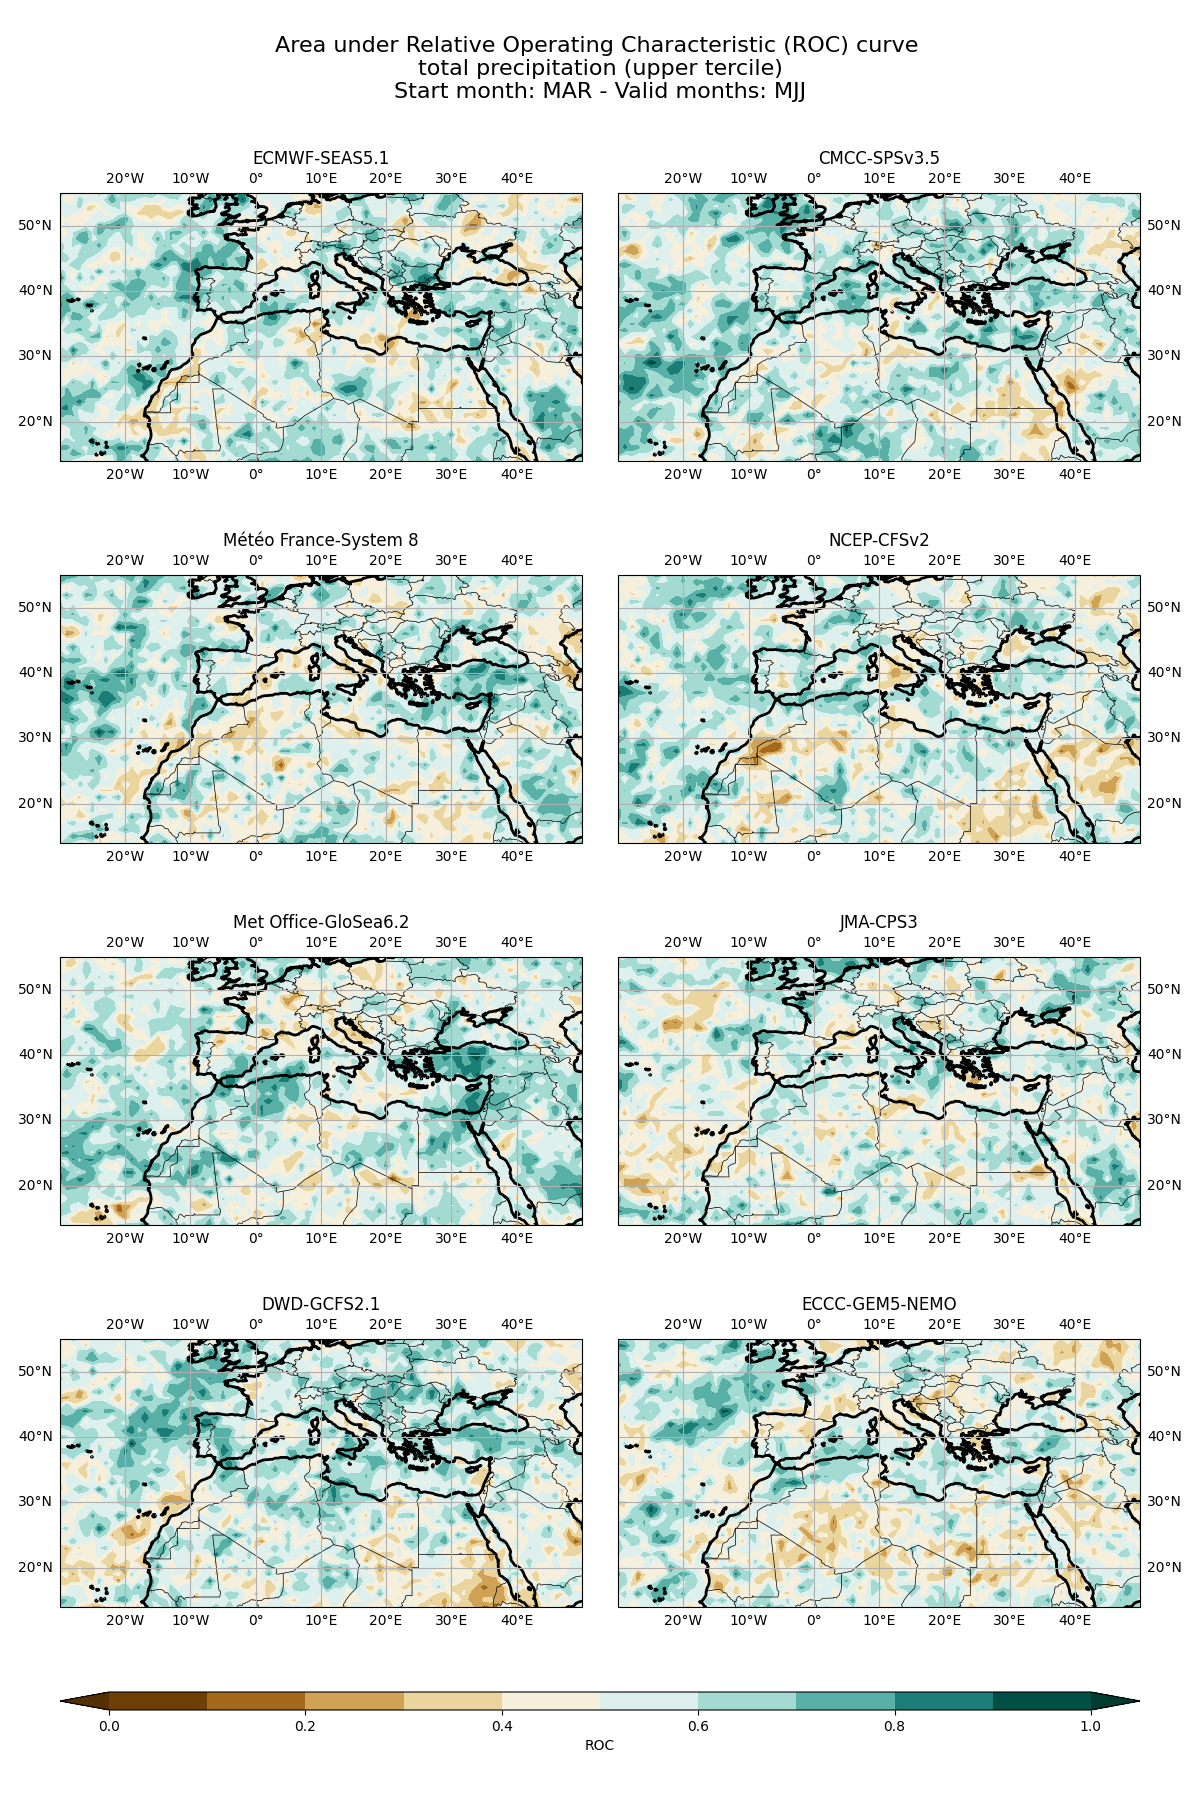 Area under Relative Operating Characteristic (ROC) curve
total precipitation (upper tercile)
Start month: MAR - Valid months: MJJ
ECMWF-SEAS5.1
20°W 10°W 0° 10°E 20°E 30°E 40°E
50°N
40°N
30°N
20°N
20°W 10°W 0° 10°E 20°E 30°E 40°E
CMCC-SPSv3.5
20°W 10°W 0° 10°E 20°E 30°E 40°E
50°N
40°N
30°N
20°N
20°W 10°W 0° 10°E 20°E 30°E 40°E
Météo France-System 8
20°W 10°W 0° 10°E 20°E 30°E 40°E
50°N
40°N
30°N
20°N
20°W 10°W 0° 10°E 20°E 30°E 40°E
NCEP-CFSv2
20°W 10°W 0° 10°E 20°E 30°E 40°E
50°N
40°N
30°N
20°N
20°W 10°W 0° 10°E 20°E 30°E 40°E
Met Office-GloSea6.2
20°W 10°W 0° 10°E 20°E 30°E 40°E
50°N
40°N
30°N
20°N
20°W 10°W 0° 10°E 20°E 30°E 40°E
JMA-CPS3
20°W 10°W 0° 10°E 20°E 30°E 40°E
50°N
40°N
30°N
20°N
20°W 10°W 0° 10°E 20°E 30°E 40°E
DWD-GCFS2.1
20°W 10°W 0° 10°E 20°E 30°E 40°E
50°N
40°N
30°N
20°N
20°W 10°W 0° 10°E 20°E 30°E 40°E
ECCC-GEM5-NEMO
20°W 10°W 0° 10°E 20°E 30°E 40°E
50°N
40°N
30°N
20°N
20°W 10°W 0° 10°E 20°E 30°E 40°E
0.0 0.2 0.4 0.6 0.8 1.0
ROC